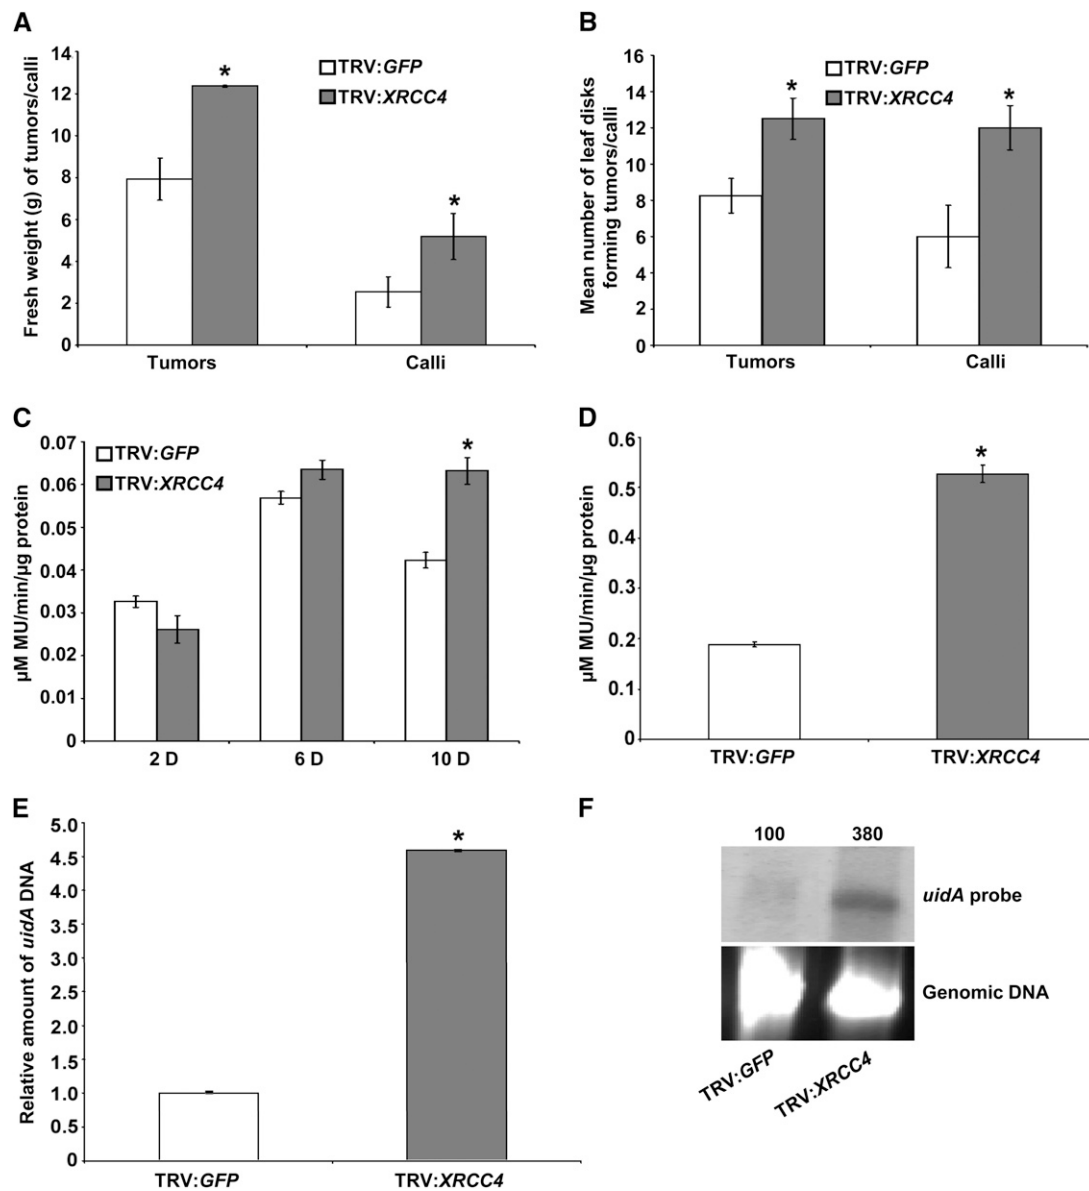 A
Fresh weight (g) of tumors/calli
14
12
10
8
6
4
2
0
TRV:GFP
TRV:XRCC4
*
*
Tumors
Calli
B
Mean number of leaf disks
forming tumors/calli
16
14
12
10
8
6
4
2
0
TRV:GFP
TRV:XRCC4
*
*
Tumors
Calli
C
µM MU/min/µg protein
0.07
0.06
0.05
0.04
0.03
0.02
0.01
0
TRV:GFP
TRV:XRCC4
*
2 D
6 D
10 D
D
µM MU/min/µg protein
0.6
0.5
0.4
0.3
0.2
0.1
0
*
TRV:GFP
TRV:XRCC4
E
Relative amount of uidA DNA
5.0
4.5
4.0
3.5
3.0
2.5
2.0
1.5
1.0
0.5
0
*
TRV:GFP
TRV:XRCC4
F
100
380
uidA probe
Genomic DNA
TRV:GFP
TRV:XRCC4